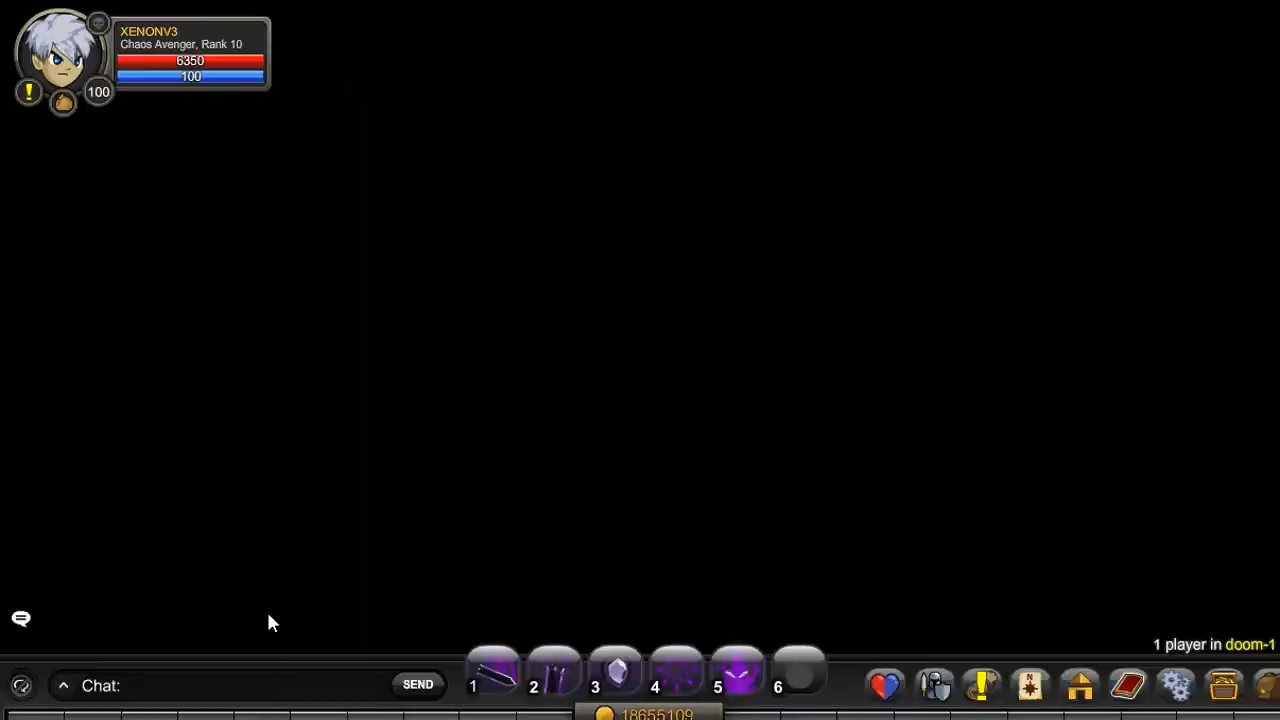 XENONV3
Chaos Avenger, Rank 10
6350
100
! 100
1 player in doom-1
Chat:
SEND
1 2 3 4 5 6
N
18655109